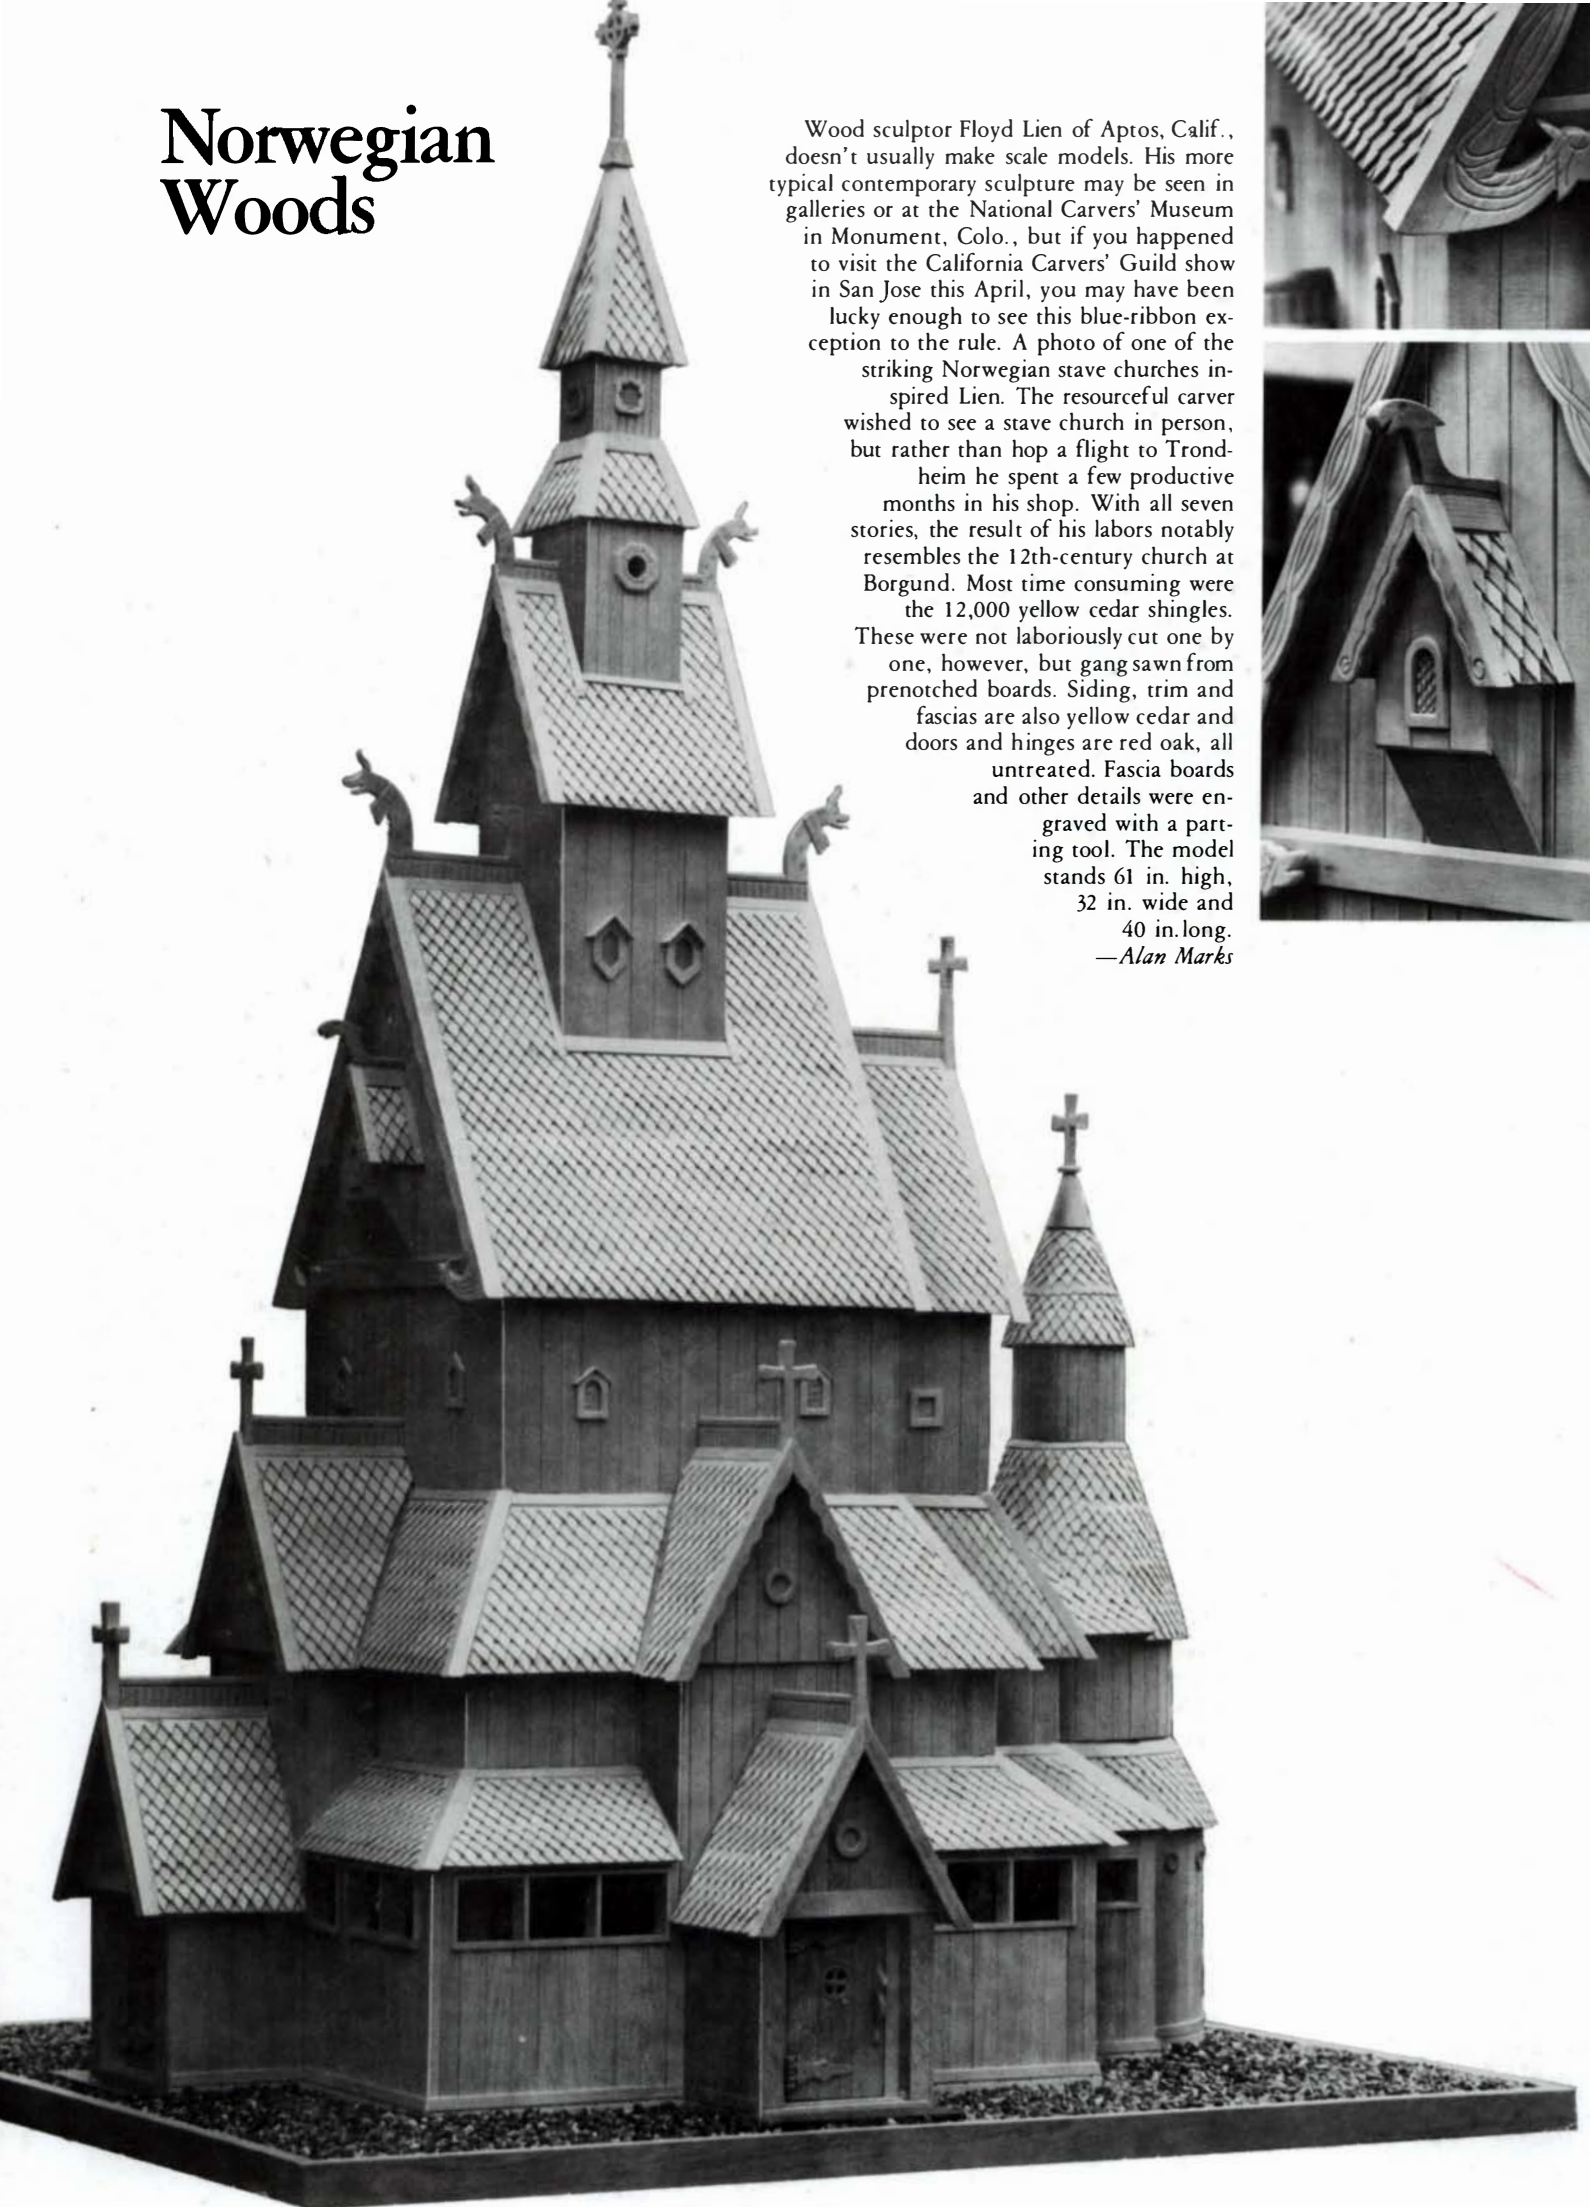 Norwegian
Woods
Wood sculptor Floyd Lien of Aptos, Calif.,
doesn't usually make scale models. His more
typical contemporary sculpture may be seen in
galleries or at the National Carvers' Museum
in Monument, Colo., but if you happened
to visit the California Carvers' Guild show
in San Jose this April, you may have been
lucky enough to see this blue-ribbon ex-
ception to the rule. A photo of one of the
striking Norwegian stave churches in-
spired Lien. The resourceful carver
wished to see a stave church in person,
but rather than hop a flight to Trond-
heim he spent a few productive
months in his shop. With all seven
stories, the result of his labors notably
resembles the 12th-century church at
Borgund. Most time consuming were
the 12,000 yellow cedar shingles.
These were not laboriously cut one by
one, however, but gang sawn from
prenotched boards. Siding, trim and
fascias are also yellow cedar and
doors and hinges are red oak, all
untreated. Fascia boards
and other details were en-
graved with a part-
ing tool. The model
stands 61 in. high,
32 in. wide and
40 in. long.
—Alan Marks